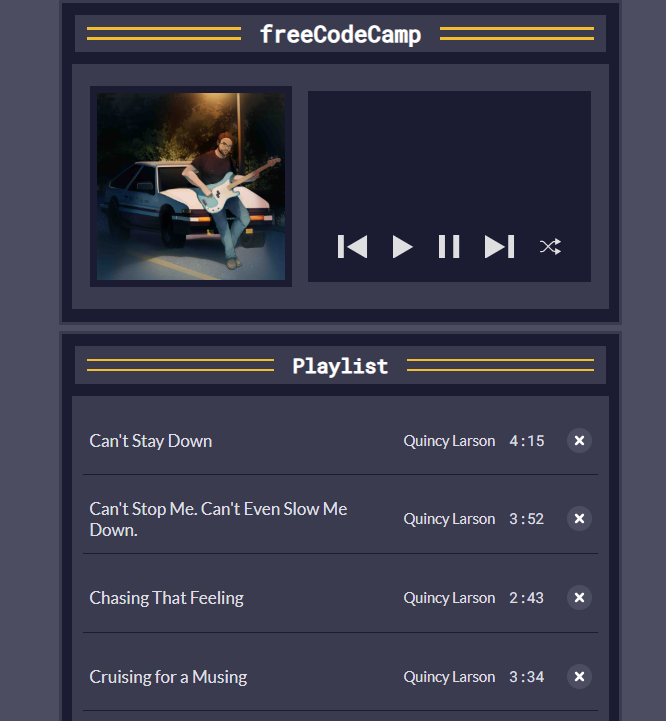 freeCodeCamp
Playlist
Can't Stay Down Quincy Larson 4:15
Can't Stop Me. Can't Even Slow Me
Down. Quincy Larson 3:52
Chasing That Feeling Quincy Larson 2:43
Cruising for a Musing Quincy Larson 3:34